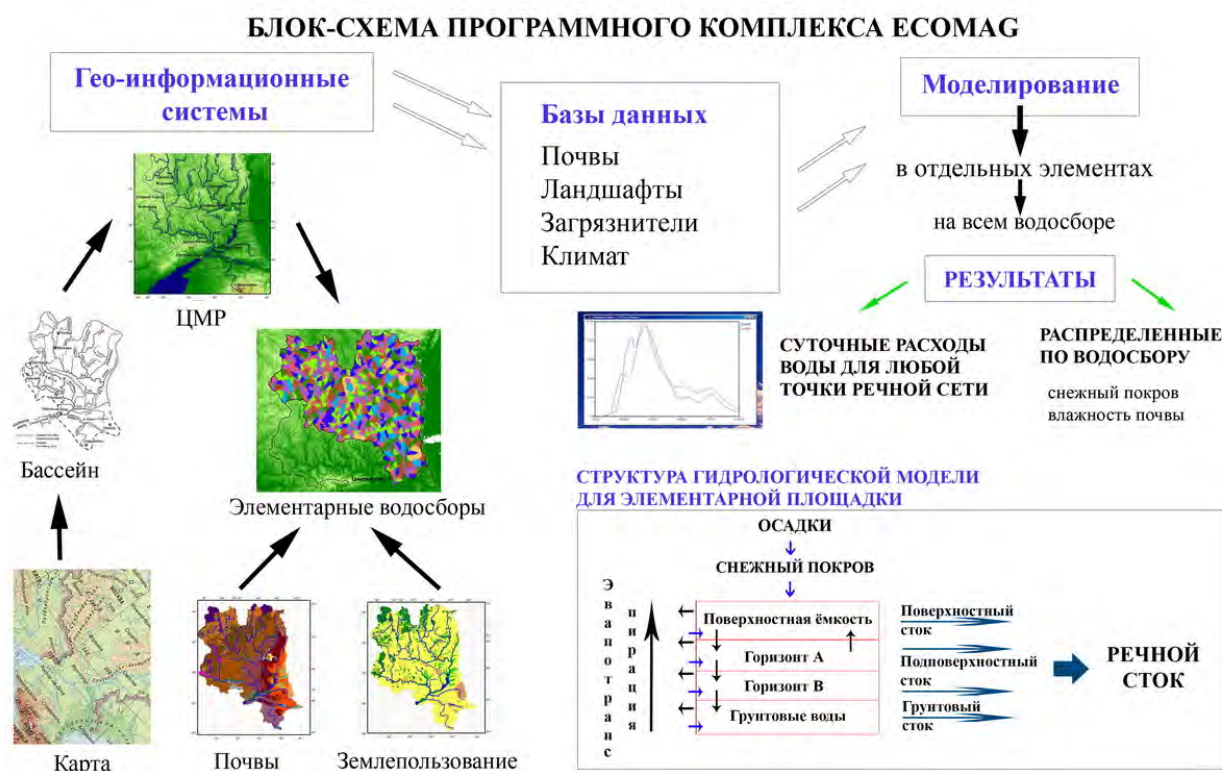 БЛОК-СХЕМА ПРОГРАММНОГО КОМПЛЕКСА ECOMAG
Гео-информационные
системы
Базы данных
Почвы
Ландшафты
Загрязнители
Климат
Моделирование
в отдельных элементах
на всем водосборе
РЕЗУЛЬТАТЫ
СУТОЧНЫЕ РАСХОДЫ
ВОДЫ ДЛЯ ЛЮБОЙ
ТОЧКИ РЕЧНОЙ СЕТИ
РАСПРЕДЕЛЕННЫЕ
ПО ВОДОСБОРУ
снежный покров
влажность почвы
ЦМР
Бассейн
Элементарные водосборы
Карта
Почвы
Землепользование
СТРУКТУРА ГИДРОЛОГИЧЕСКОЙ МОДЕЛИ
ДЛЯ ЭЛЕМЕНТАРНОЙ ПЛОЩАДКИ
ОСАДКИ
СНЕЖНЫЙ ПОКРОВ
Эвапотранс
пирация
Поверхностная ёмкость
Горизонт А
Горизонт В
Грунтовые воды
Поверхностный
сток
Подповерхностный
сток
Грунтовый
сток
РЕЧНОЙ
СТОК